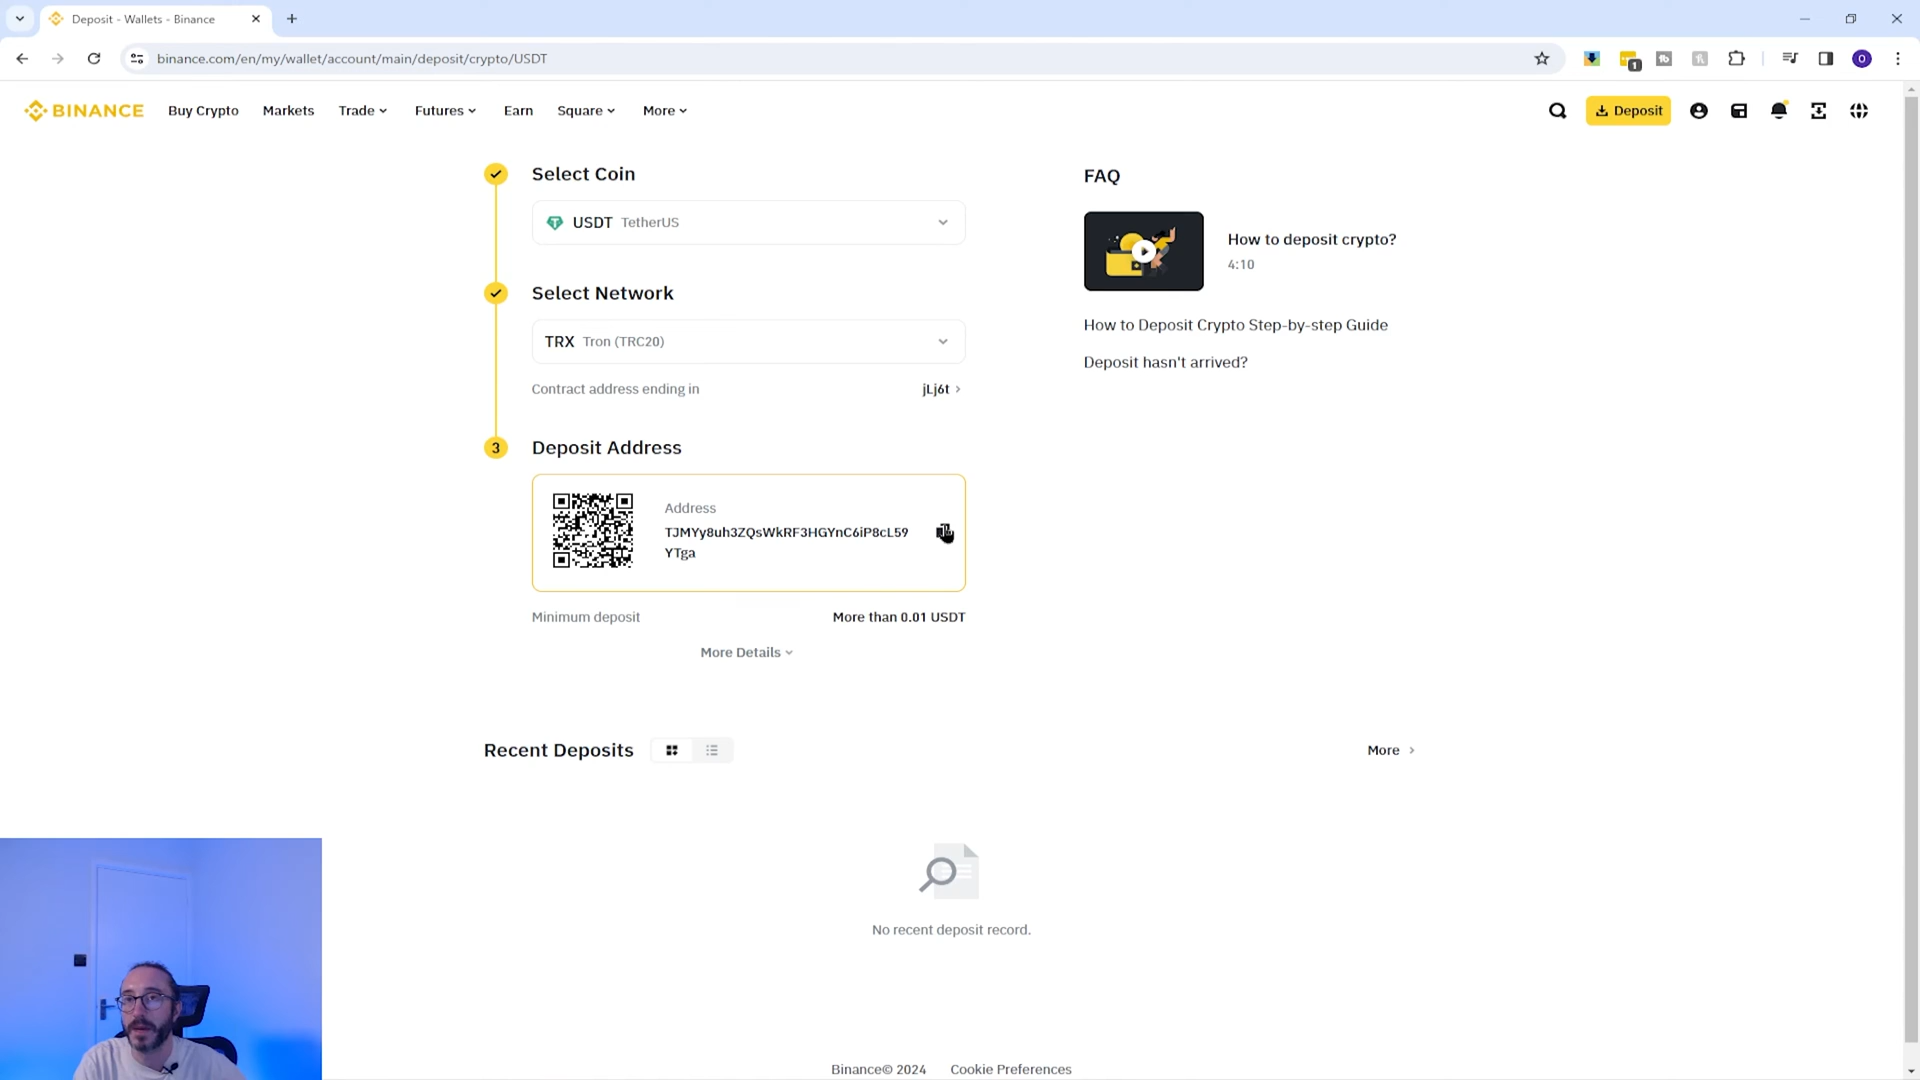 Deposit - Wallets - Binance
binance.com/en/my/wallet/account/main/deposit/crypto/USDT
1
O
BINANCE
Buy Crypto
Markets
Trade
Futures
Earn
Square
More
Deposit
Select Coin
USDT TetherUS
Select Network
TRX Tron (TRC20)
Contract address ending in
jLj6t
3
Deposit Address
Address
TJMYy8uh3ZQsWkRF3HGYnC6iP8cL59
YTga
Minimum deposit
More than 0.01 USDT
More Details
FAQ
How to deposit crypto?
4:10
How to Deposit Crypto Step-by-step Guide
Deposit hasn't arrived?
Recent Deposits
More
No recent deposit record.
Binance© 2024
Cookie Preferences